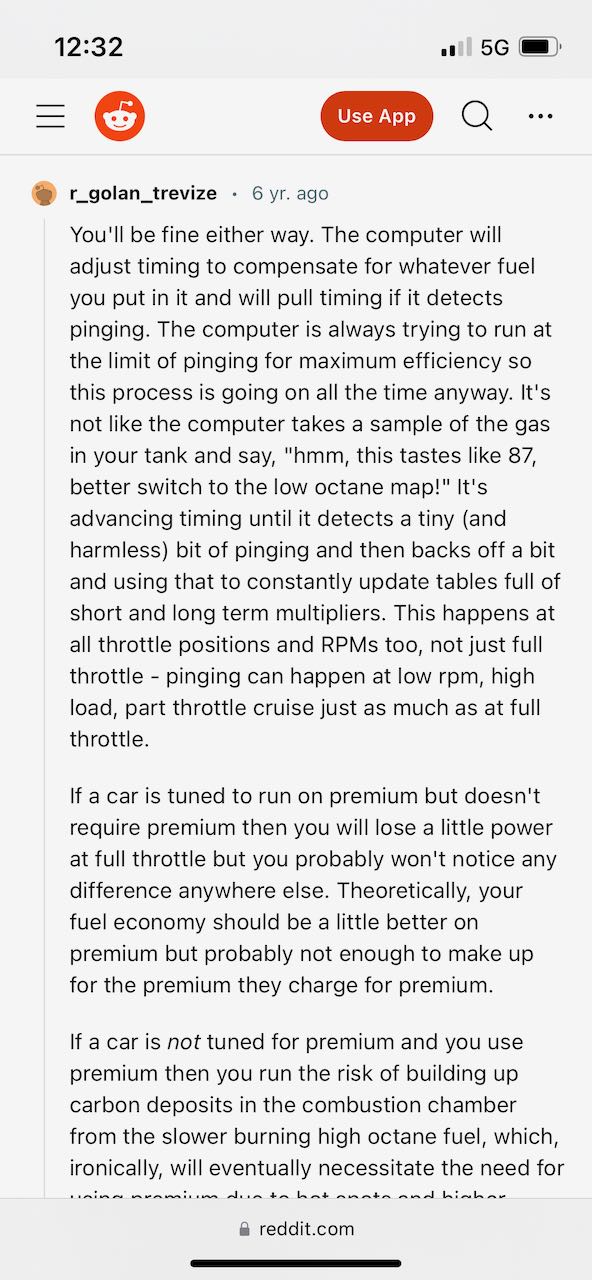 12:32
5G
Use App
r_golan_trevize • 6 yr. ago
You'll be fine either way. The computer will
adjust timing to compensate for whatever fuel
you put in it and will pull timing if it detects
pinging. The computer is always trying to run at
the limit of pinging for maximum efficiency so
this process is going on all the time anyway. It's
not like the computer takes a sample of the gas
in your tank and say, "hmm, this tastes like 87,
better switch to the low octane map!" It's
advancing timing until it detects a tiny (and
harmless) bit of pinging and then backs off a bit
and using that to constantly update tables full of
short and long term multipliers. This happens at
all throttle positions and RPMs too, not just full
throttle - pinging can happen at low rpm, high
load, part throttle cruise just as much as at full
throttle.
If a car is tuned to run on premium but doesn't
require premium then you will lose a little power
at full throttle but you probably won't notice any
difference anywhere else. Theoretically, your
fuel economy should be a little better on
premium but probably not enough to make up
for the premium they charge for premium.
If a car is not tuned for premium and you use
premium then you run the risk of building up
carbon deposits in the combustion chamber
from the slower burning high octane fuel, which,
ironically, will eventually necessitate the need for
using premium due to hot spots and higher
reddit.com